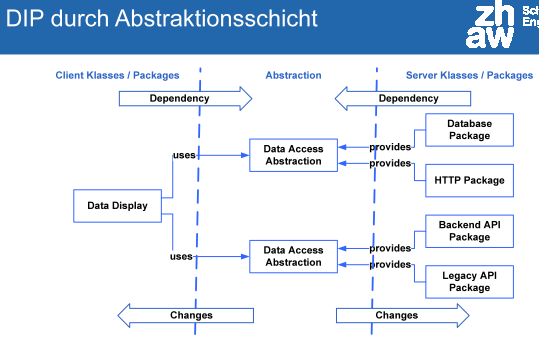 DIP durch Abstraktionsschicht
zh
aw
Client Klasses / Packages
Abstraction
Server Klasses / Packages
Dependency
Dependency
Database
Package
uses
Data Access
Abstraction
provides
provides
HTTP Package
Data Display
Backend API
Package
uses
Data Access
Abstraction
provides
provides
Legacy API
Package
Changes
Changes